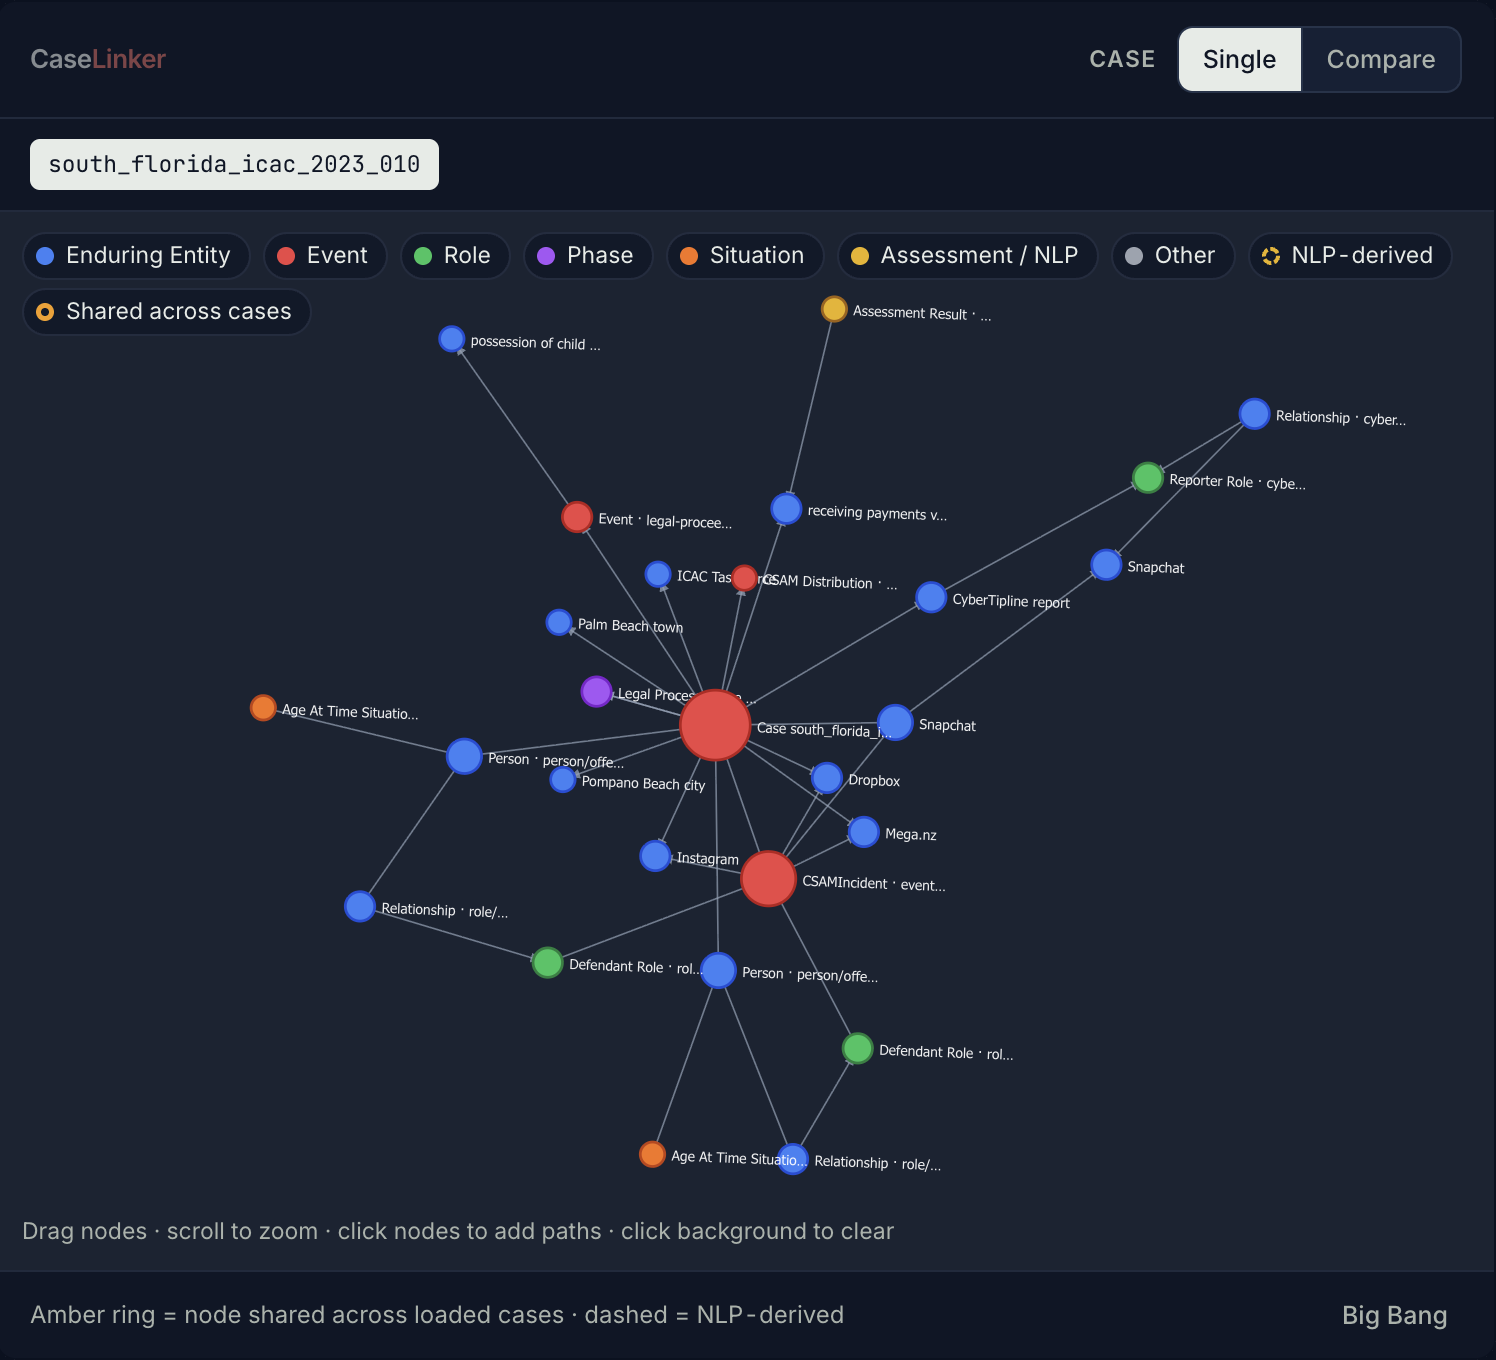 CaseLinker
CASE
Single
Compare
south_florida_icac_2023_010
Enduring Entity
Event
Role
Phase
Situation
Assessment / NLP
Other
NLP-derived
Shared across cases
Assessment Result · ...
possession of child ...
Relationship · cyber...
Reporter Role · cybe...
receiving payments v...
Event · legal-procee...
Snapchat
ICAC Tas
CSAM Distribution · ...
CyberTipline report
Palm Beach town
Legal Proces
Age At Time Situatio...
Case south_florida_i...
Snapchat
Person · person/offe...
Pompano Beach city
Dropbox
Mega.nz
Instagram
CSAMIncident · event...
Relationship · role/...
Defendant Role · rol...
Person · person/offe...
Defendant Role · rol...
Age At Time Situatio...
Relationship · role/...
Drag nodes · scroll to zoom · click nodes to add paths · click background to clear
Amber ring = node shared across loaded cases · dashed = NLP-derived
Big Bang